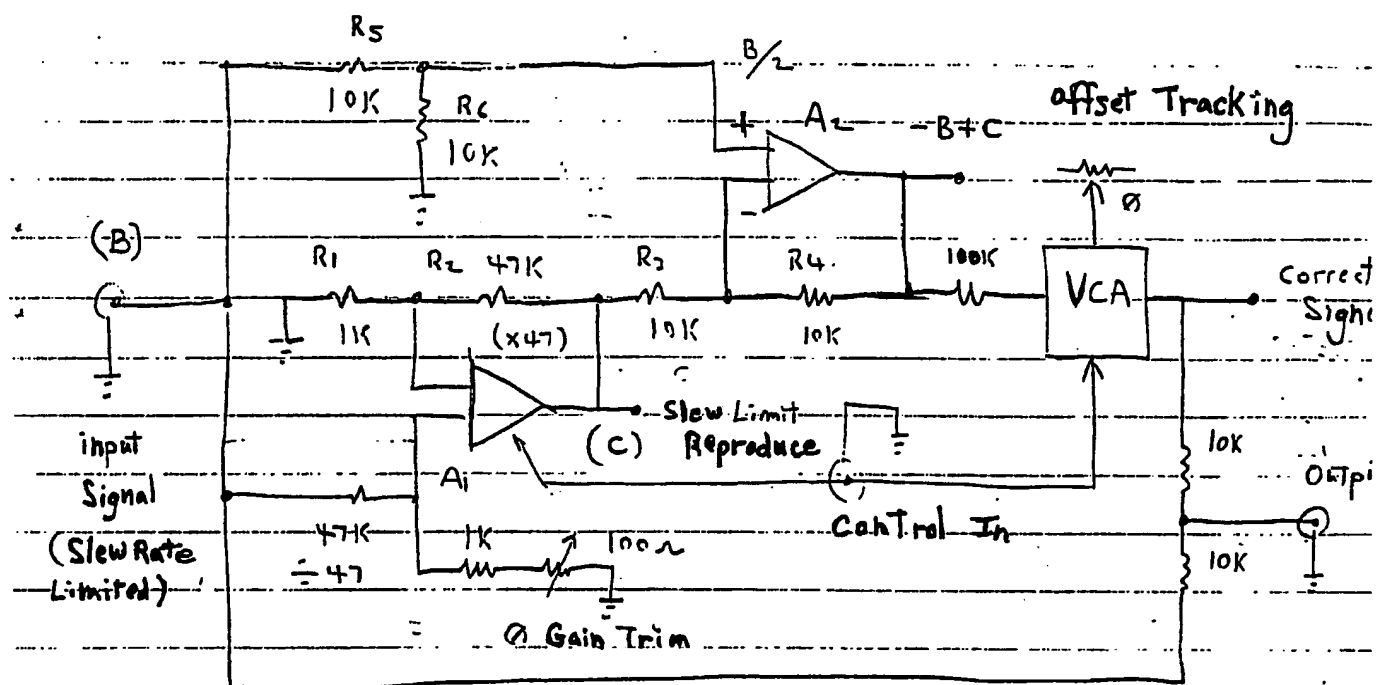 R5
10K
R6
10K
B/2
+
A2
-B+C
offset Tracking
Ø
(B)
R1
1K
R2
47K
(x47)
R3
10K
-
R4
10K
100K
VCA
Correct
input
Signal
(Slew Rate
Limited)
A1
(C)
Slew Limit
Reproduce
Control In
47K
÷47
1K
100Ω
Ø Gain Trim
10K
10K